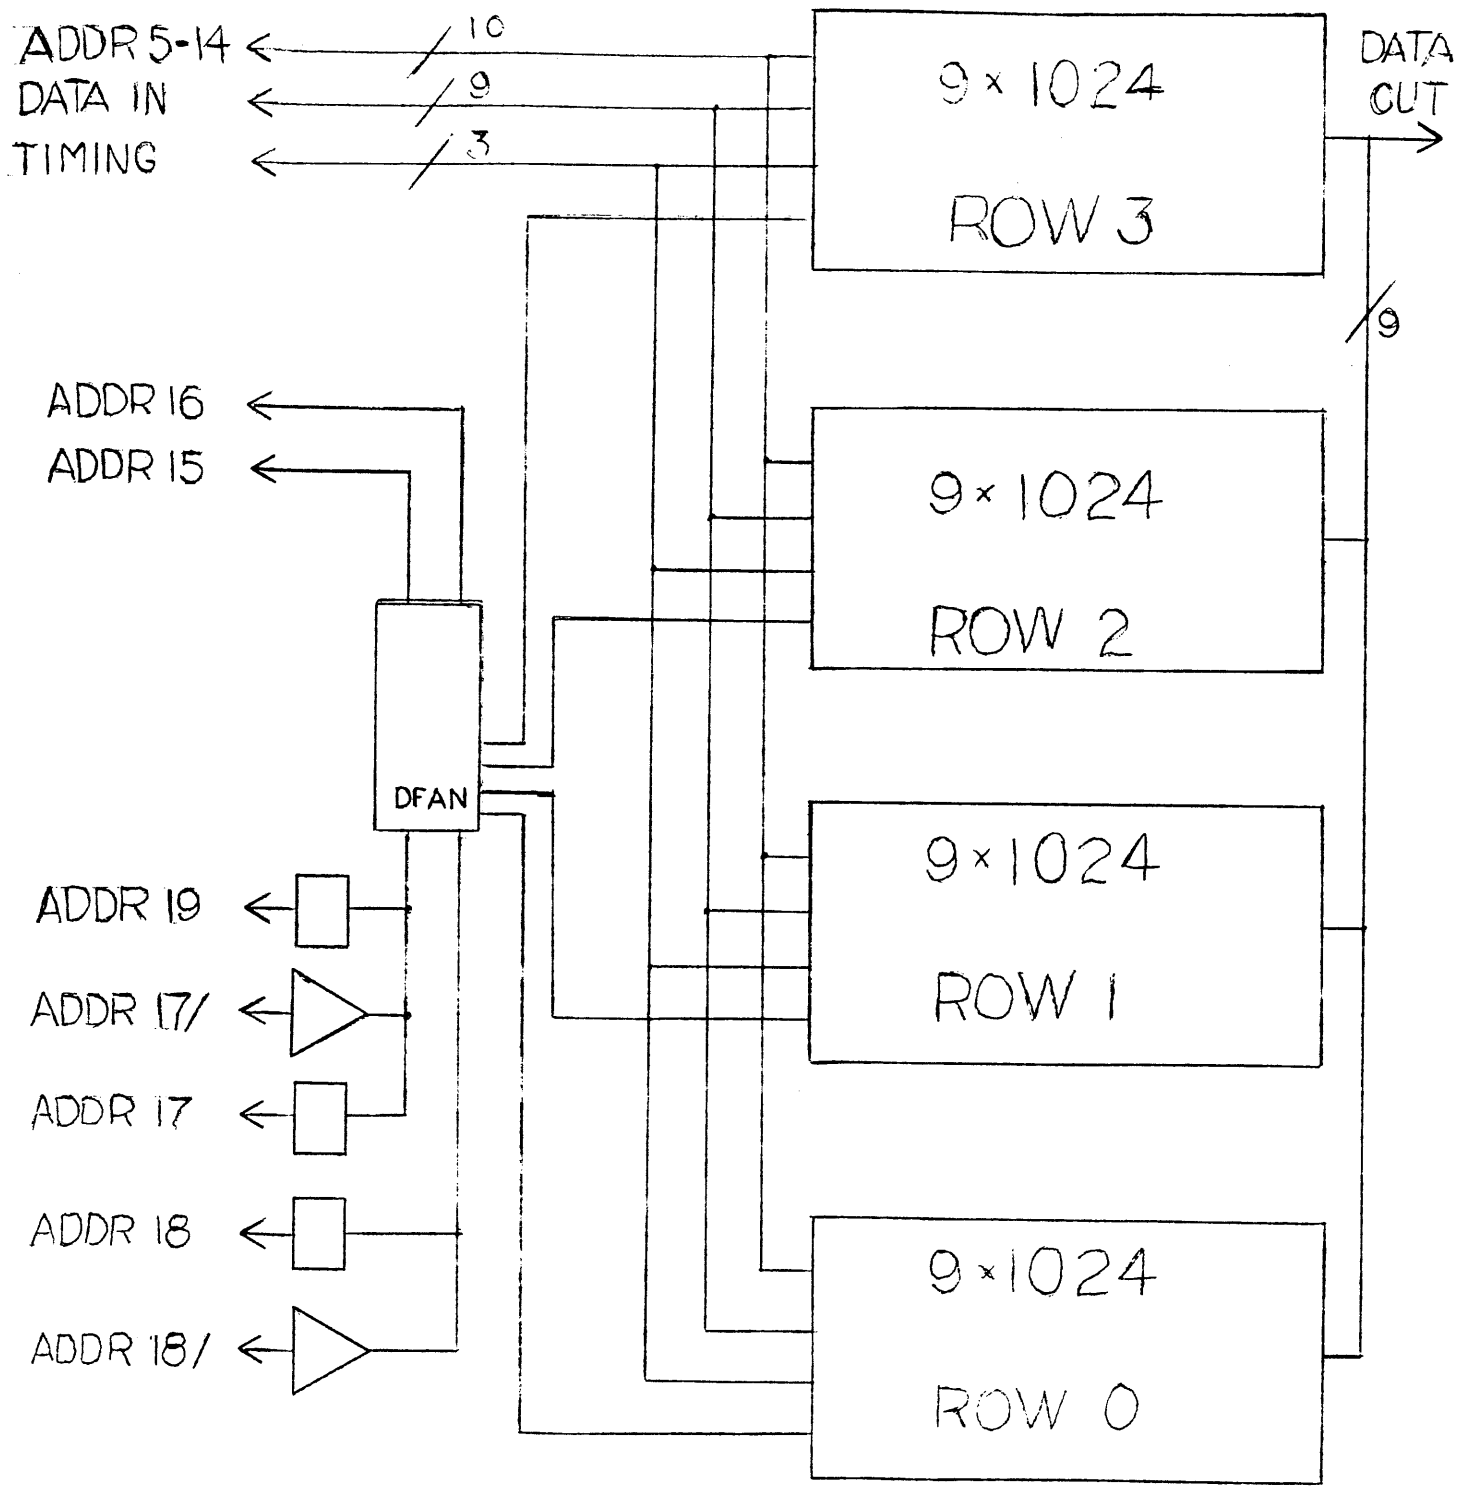 ADDR 5-14
10
DATA IN
9
TIMING
3
9 × 1024
ROW 3
DATA
OUT
9
ADDR 16
ADDR 15
9 × 1024
ROW 2
DFAN
9 × 1024
ROW 1
ADDR 19
ADDR 17/
ADDR 17
ADDR 18
ADDR 18/
9 × 1024
ROW 0